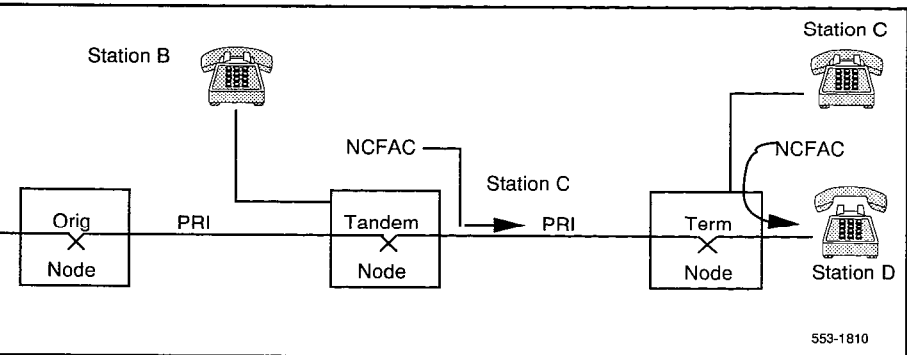 Station C
Station B
NCFAC
NCFAC
Station C
Orig
PRI
Tandem
PRI
Term
Node
Node
Node
Station D
553-1810